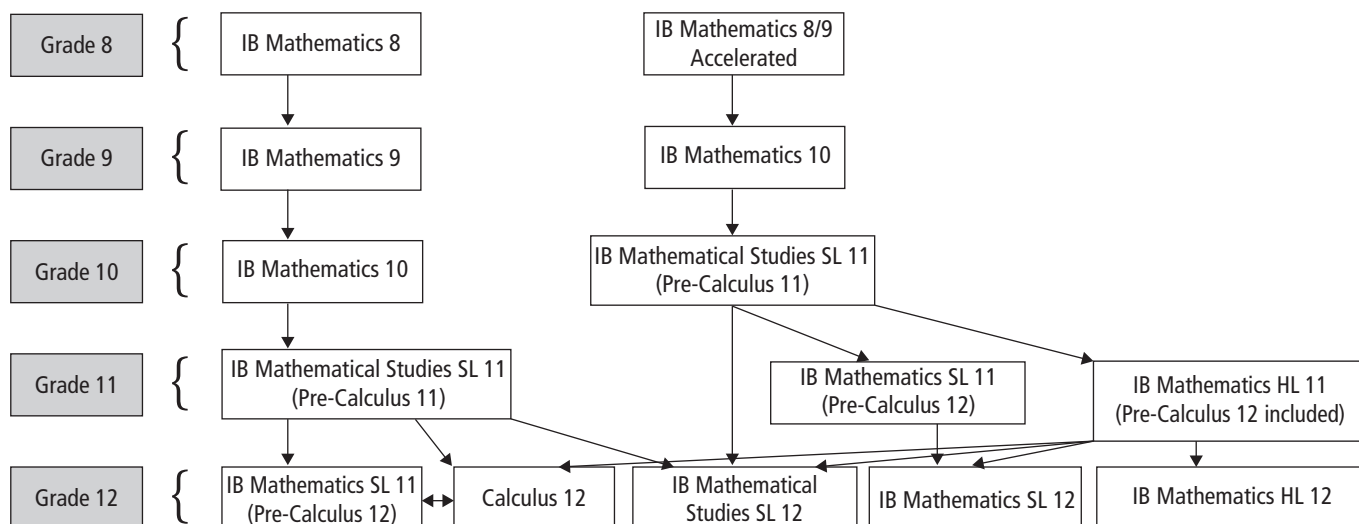 Grade 8
IB Mathematics 8
IB Mathematics 8/9
Accelerated
Grade 9
IB Mathematics 9
IB Mathematics 10
Grade 10
IB Mathematics 10
IB Mathematical Studies SL 11
(Pre-Calculus 11)
Grade 11
IB Mathematical Studies SL 11
(Pre-Calculus 11)
IB Mathematics SL 11
(Pre-Calculus 12)
IB Mathematics HL 11
(Pre-Calculus 12 included)
Grade 12
IB Mathematics SL 11
(Pre-Calculus 12)
Calculus 12
IB Mathematical
Studies SL 12
IB Mathematics SL 12
IB Mathematics HL 12